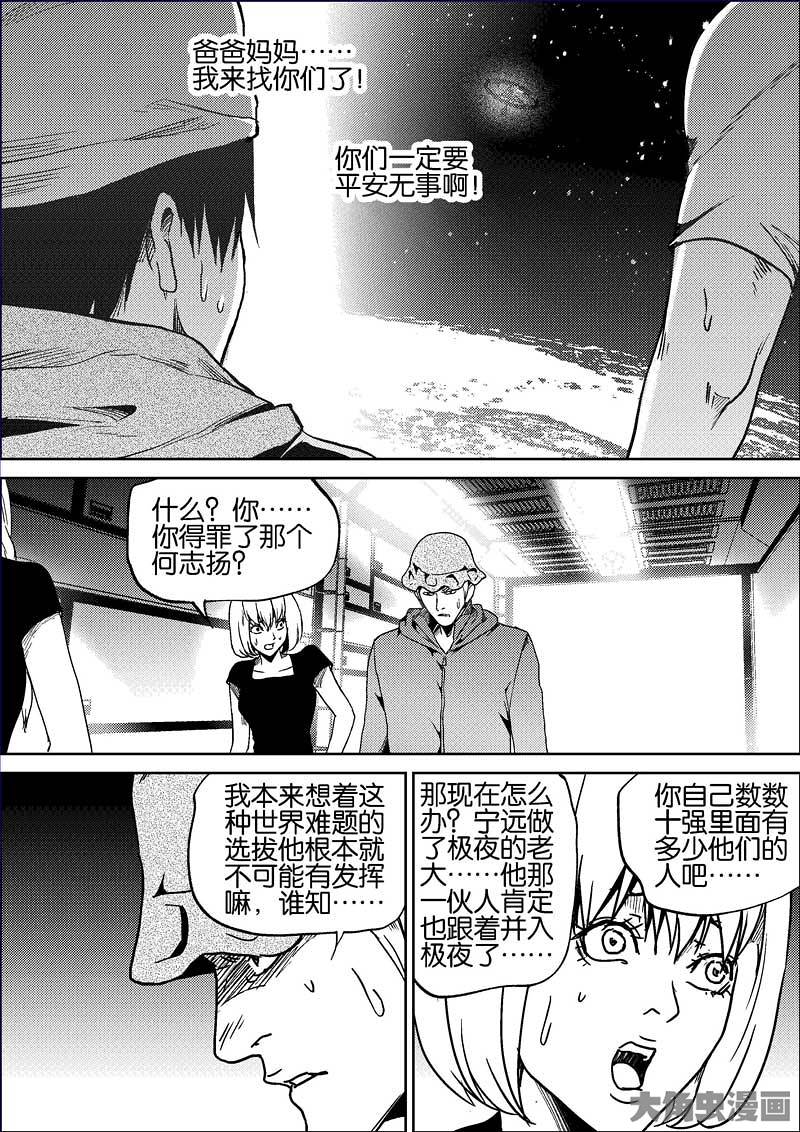 爸爸妈妈……
我来找你们了！
你们一定要
平安无事啊！
什么？你……
你得罪了那个
何志扬？
我本来想着这
种世界难题的
选拔他根本就
不可能有发挥
嘛，谁知……
那现在怎么
办？宁远做
了极夜的老
大……他那
一伙人肯定
也跟着并入
极夜了……
你自己数数
十强里面有
多少他们的
人吧……
漫画